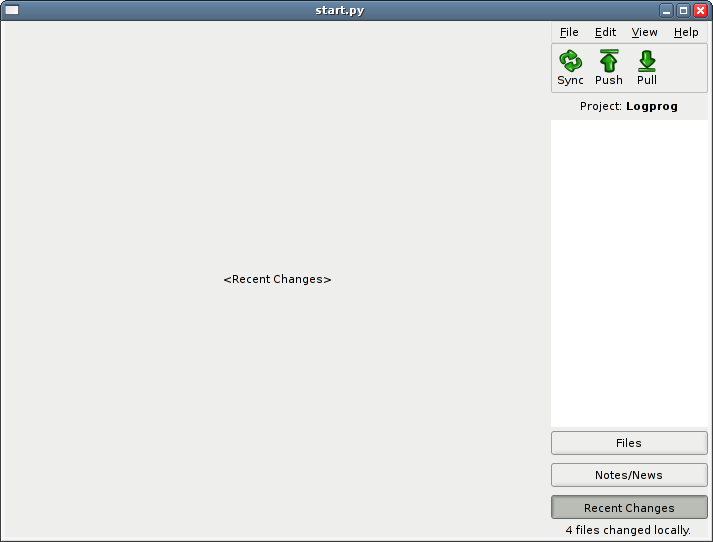 start.py
File Edit View Help
Sync Push Pull
Project: Logprog
<Recent Changes>
Files
Notes/News
Recent Changes
4 files changed locally.